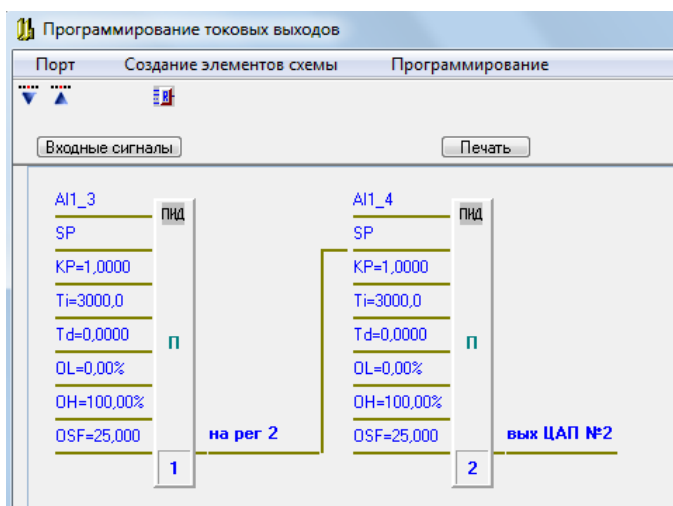 Программирование токовых выходов
Порт Создание элементов схемы Программирование
Входные сигналы Печать
AI1_3
ПИД
SP
KP=1,0000
Ti=3000,0
Td=0,0000
П
OL=0,00%
OH=100,00%
OSF=25,000
на рег 2
1
AI1_4
ПИД
SP
KP=1,0000
Ti=3000,0
Td=0,0000
П
OL=0,00%
OH=100,00%
OSF=25,000
вых ЦАП №2
2